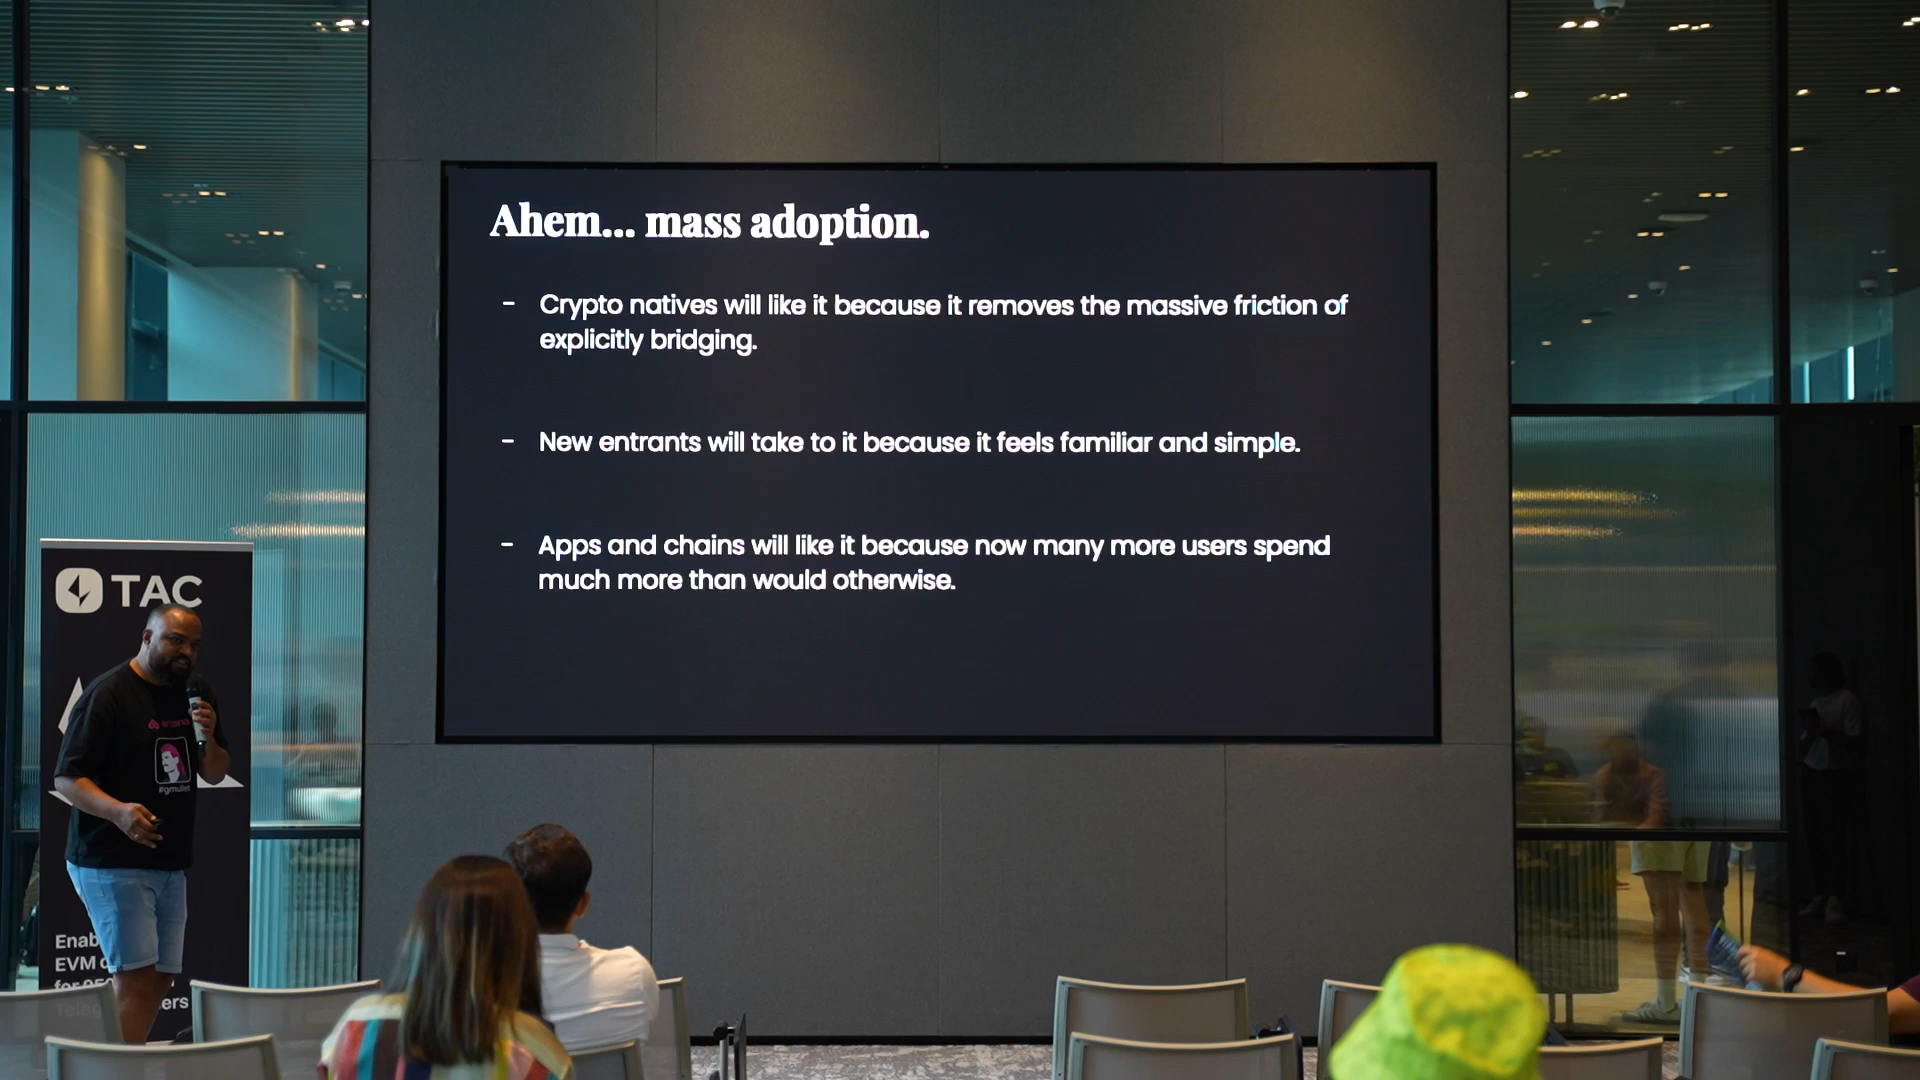 Ahem... mass adoption.
- Crypto natives will like it because it removes the massive friction of
explicitly bridging.
- New entrants will take to it because it feels familiar and simple.
- Apps and chains will like it because now many more users spend
much more than would otherwise.
TAC
#gmullet
Enab
EVM
for
ers